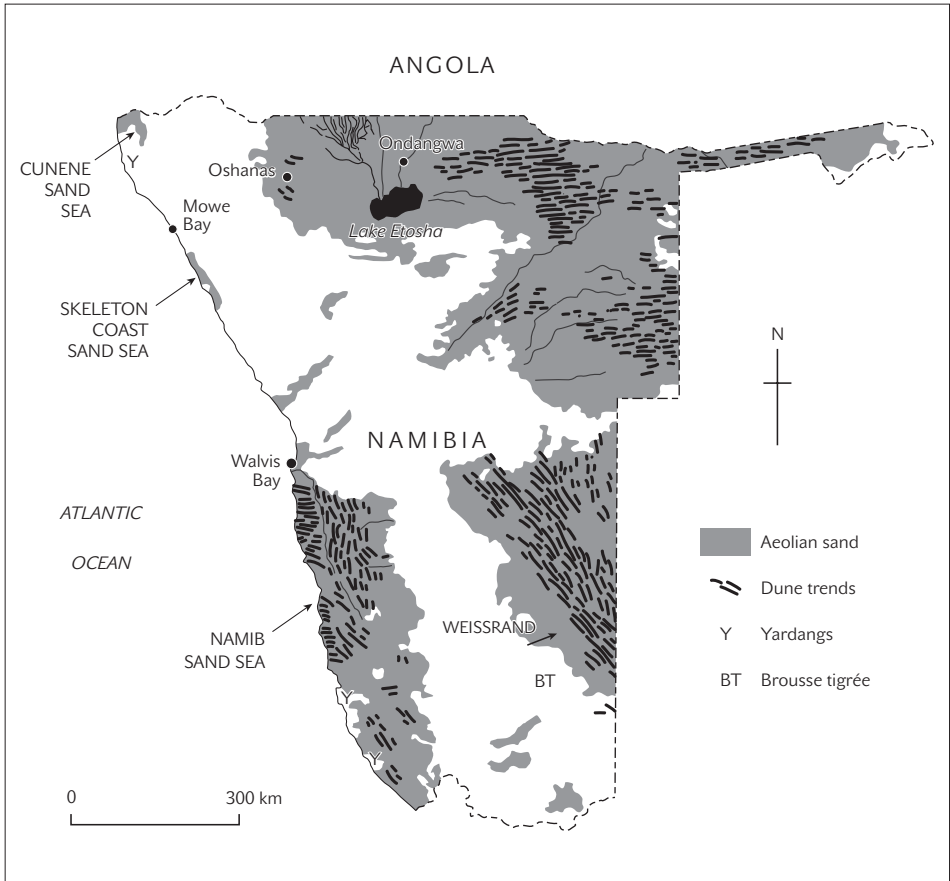 ANGOLA
Ondangwa
Oshanas
CUNENE
SAND
SEA
Y
Mowe
Bay
Lake Etosha
SKELETON
COAST
SAND SEA
N
NAMIBIA
Walvis
Bay
ATLANTIC
OCEAN
NAMIB
SAND SEA
WEISSRAND
BT
Y
Y
Aeolian sand
Dune trends
Y Yardangs
BT Brousse tigrée
0 300 km